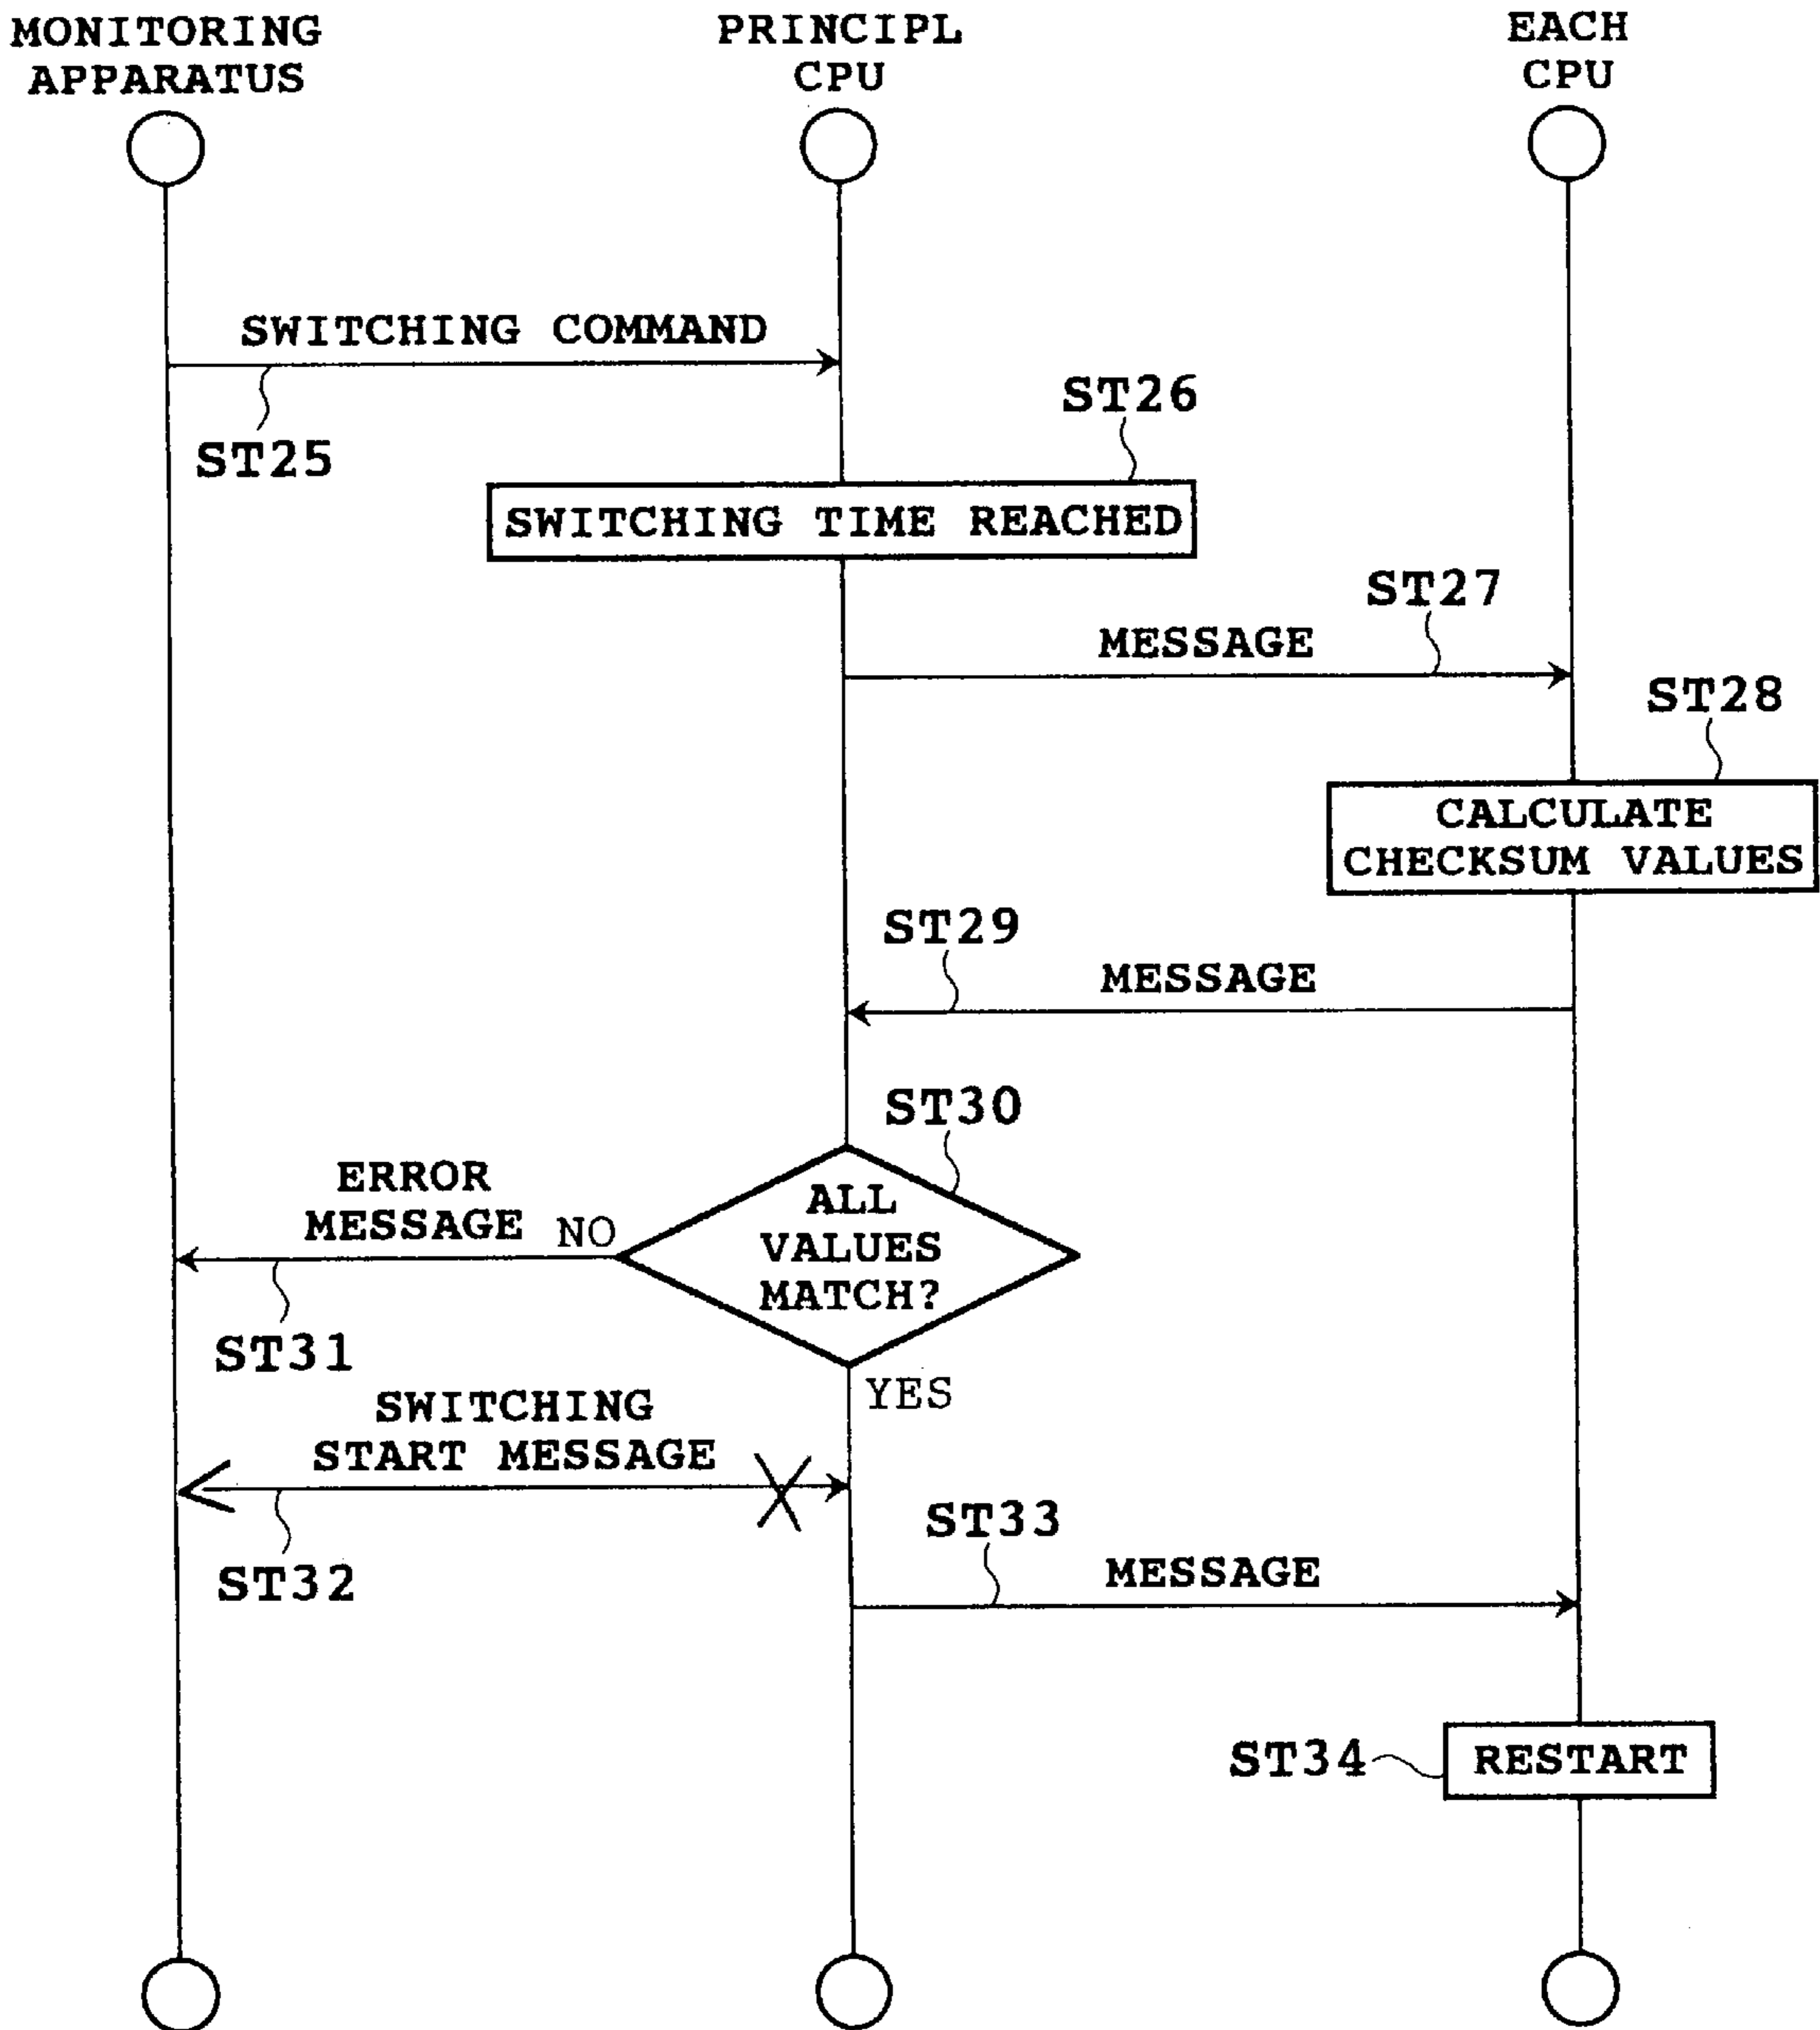 MONITORING
APPARATUS
PRINCIPL
CPU
EACH
CPU
SWITCHING COMMAND
ST25
ST26
SWITCHING TIME REACHED
ST27
MESSAGE
ST28
CALCULATE
CHECKSUM VALUES
ST29
MESSAGE
ST30
ALL
VALUES
MATCH?
ERROR
MESSAGE
NO
ST31
YES
SWITCHING
START MESSAGE
ST32
ST33
MESSAGE
ST34
RESTART